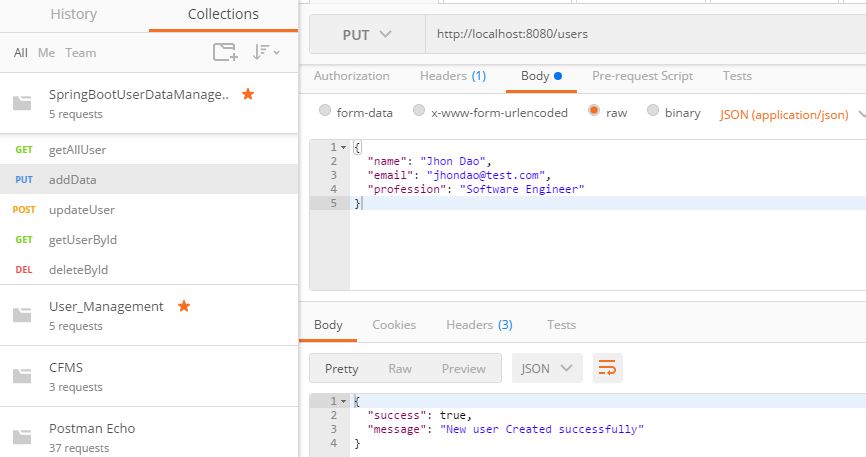 History Collections
All Me Team
SpringBootUserDataManage..
5 requests
GET getAllUser
PUT addData
POST updateUser
GET getUserById
DEL deleteById
User_Management
5 requests
CFMS
3 requests
Postman Echo
37 requests
PUT http://localhost:8080/users
Authorization Headers (1) Body Pre-request Script Tests
form-data x-www-form-urlencoded raw binary JSON (application/json)
1 {
2 "name": "Jhon Dao",
3 "email": "jhondao@test.com",
4 "profession": "Software Engineer"
5 }
Body Cookies Headers (3) Tests
Pretty Raw Preview JSON
1 {
2 "success": true,
3 "message": "New user Created successfully"
4 }